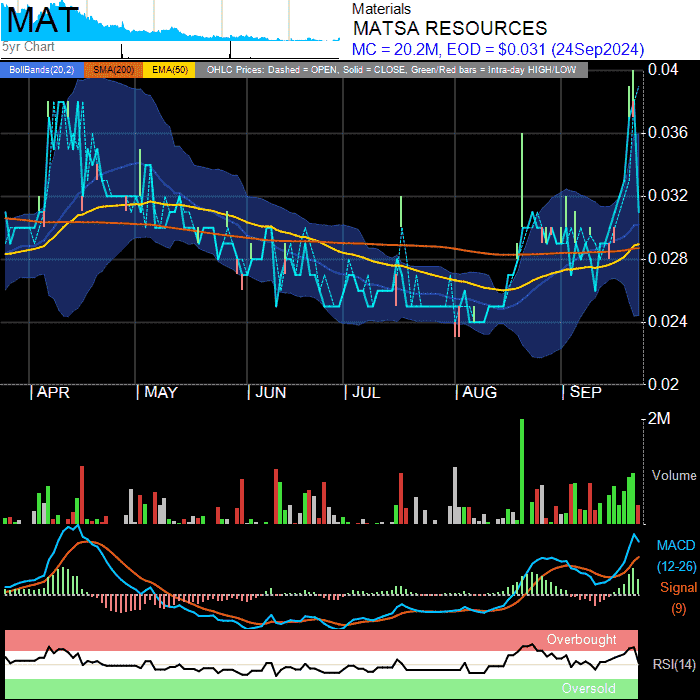 MAT
5yr Chart
Materials
MATSA RESOURCES
MC = 20.2M, EOD = $0.031 (24Sep2024)
BollBands(20,2) SMA(200) EMA(50) OHLC Prices: Dashed = OPEN, Solid = CLOSE, Green/Red bars = Intra-day HIGH/LOW
0.04
0.036
0.032
0.028
0.024
0.02
APR MAY JUN JUL AUG SEP
2M
Volume
MACD
(12-26)
Signal
(9)
Overbought
RSI(14)
Oversold